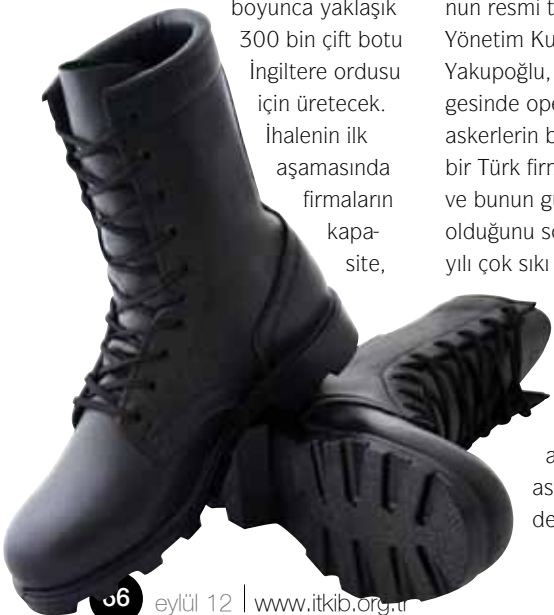 boyunca yaklaşık
300 bin çift botu
İngiltere ordusu
için üretecek.
İhalenin ilk
aşamasında
firmaların
kapa-
site,
nun resmi t
Yönetim Ku
Yakupoğlu,
gesinde ope
askerlerin b
bir Türk firm
ve bunun g
olduğunu s
yılı çok sıkı
a
as
de
66 eylül 12 | www.itkib.org.tr